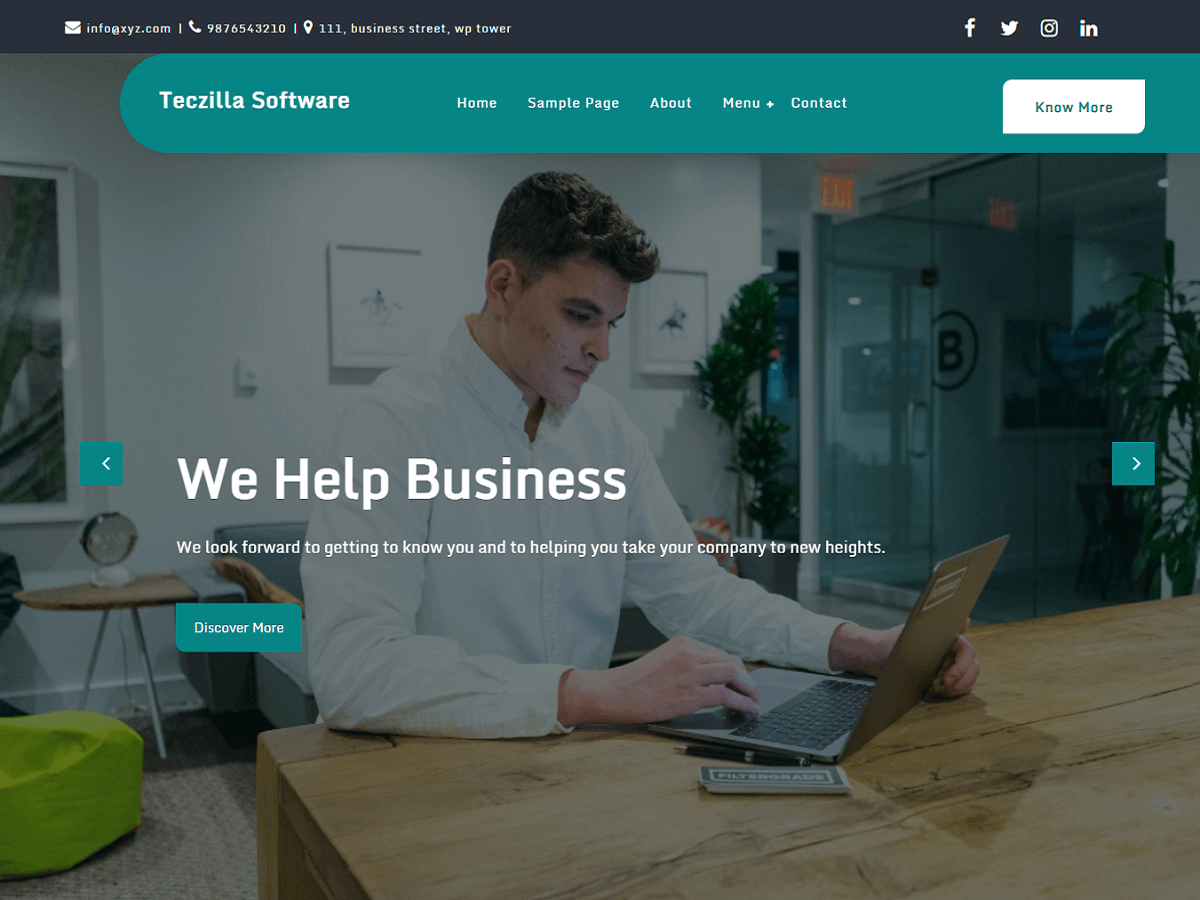 info@xyz.com | 9876543210 | 111, business street, wp tower
Teczilla Software
Home Sample Page About Menu + Contact
Know More
EXIT
B
We Help Business
We look forward to getting to know you and to helping you take your company to new heights.
Discover More
FILTERGRADE